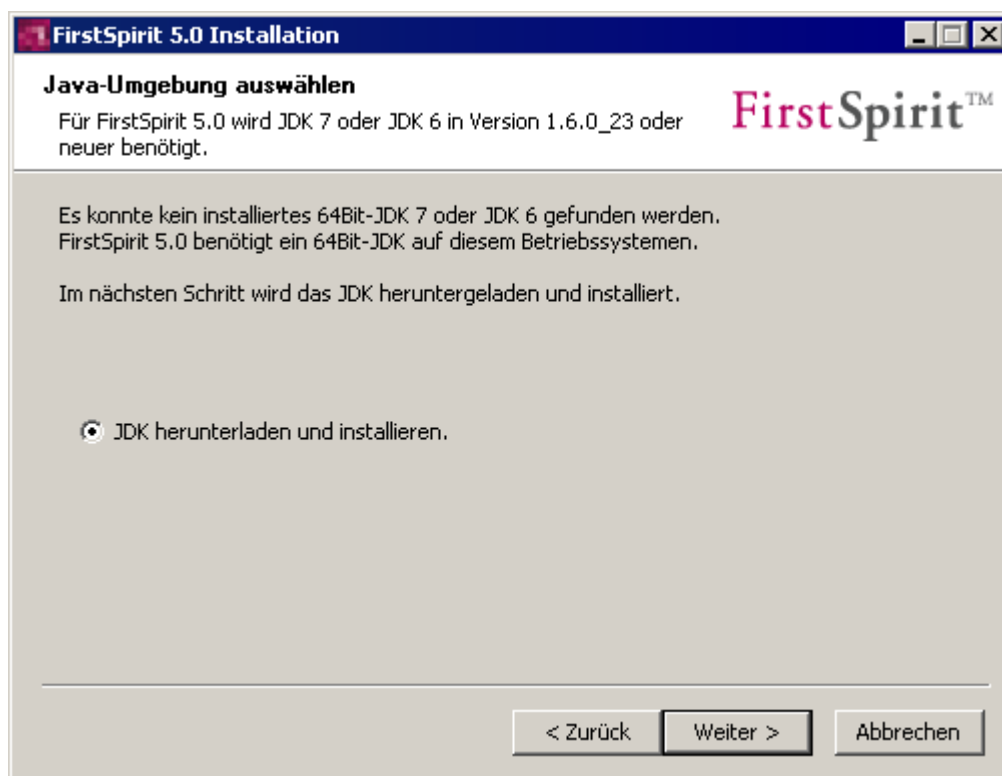 FirstSpirit 5.0 Installation
Java-Umgebung auswählen
Für FirstSpirit 5.0 wird JDK 7 oder JDK 6 in Version 1.6.0_23 oder
neuer benötigt.
FirstSpirit™
Es konnte kein installiertes 64Bit-JDK 7 oder JDK 6 gefunden werden.
FirstSpirit 5.0 benötigt ein 64Bit-JDK auf diesem Betriebssystemen.
Im nächsten Schritt wird das JDK heruntergeladen und installiert.
JDK herunterladen und installieren.
< Zurück
Weiter >
Abbrechen